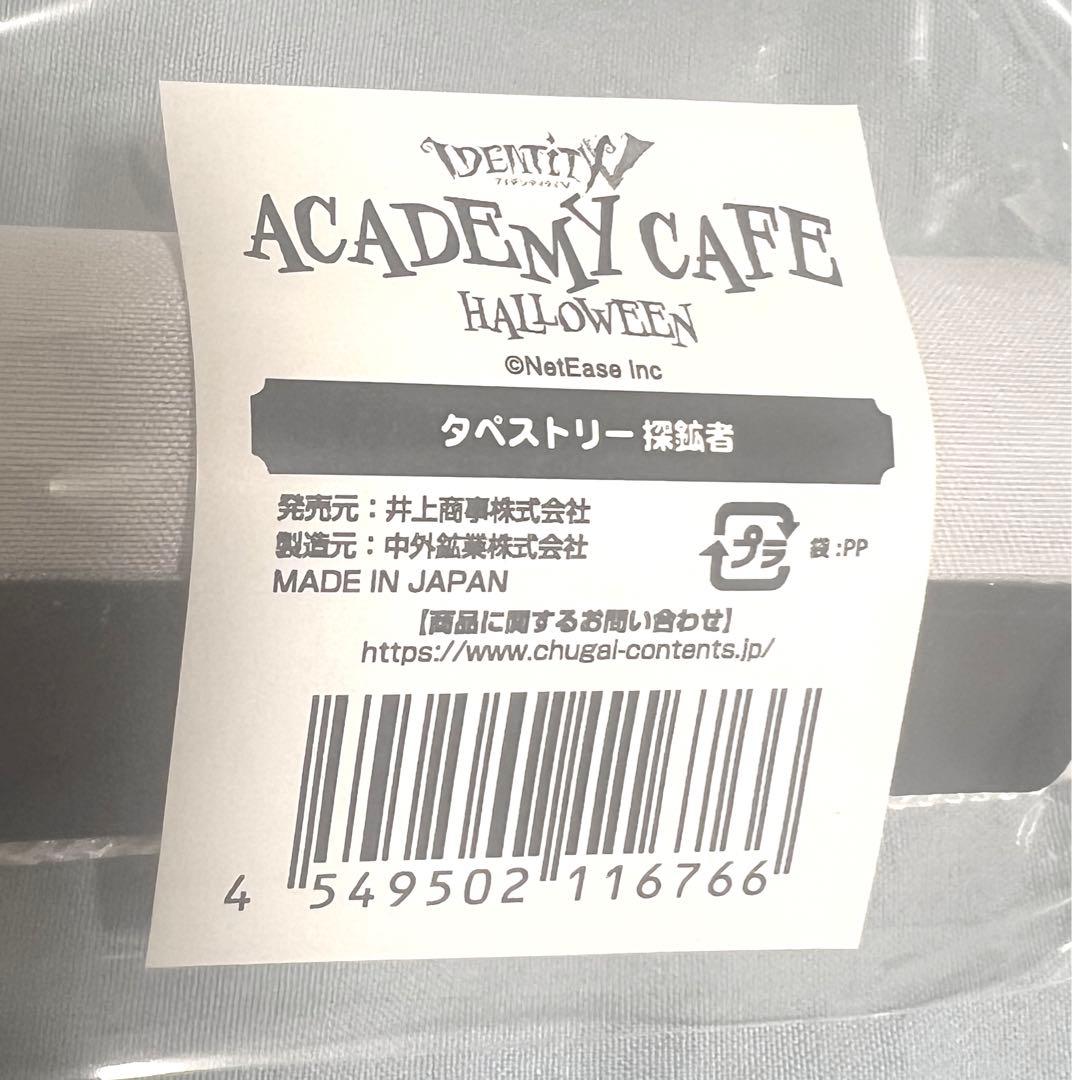 IDENTITY V
アイデンティティV
ACADEMY CAFE
HALLOWEEN
©NetEase Inc
タペストリー 探鉱者
発売元：井上商事株式会社
製造元：中外鉱業株式会社
MADE IN JAPAN
プラ 袋:PP
【商品に関するお問い合わせ】
https://www.chugai-contents.jp/
4 549502 116766